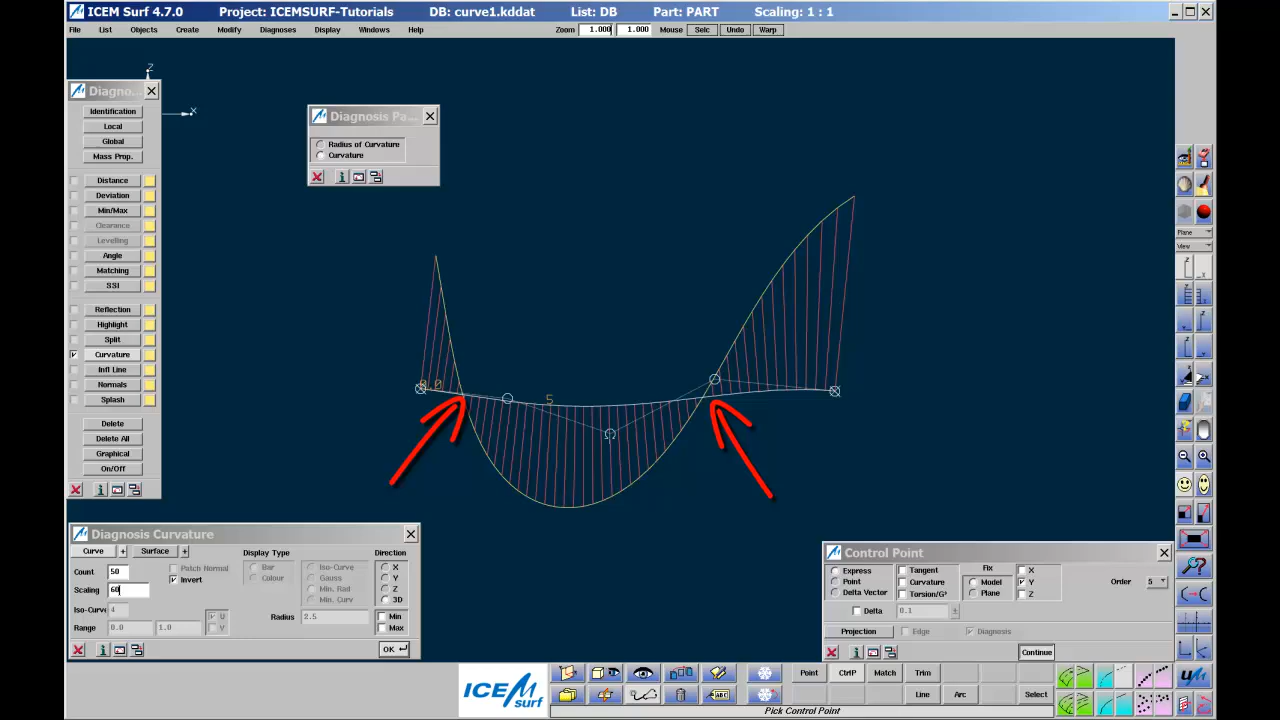 ICEM Surf 4.7.0 Project: ICEMSURF-Tutorials DB: curve1.kddat List: DB Part: PART Scaling: 1 : 1
File List Objects Create Modify Diagnoses Display Windows Help Zoom 1.000 1.000 Mouse Selc Undo Warp
Z
X
Diagno...
Identification
Local
Global
Mass Prop.
Distance
Deviation
Min/Max
Clearance
Levelling
Angle
Matching
SSI
Reflection
Highlight
Split
Curvature
Infl Line
Normals
Splash
Delete
Delete All
Graphical
On/Off
Diagnosis Pa...
Radius of Curvature
Curvature
5
Plane
View
Diagnosis Curvature
Curve + Surface + Display Type Direction
Count 50 Patch Normal Bar Iso-Curve X
Invert Colour Gauss Y
Scaling 60 Min. Rad Z
Min. Curv 3D
Iso-Curve 4 U Radius 2.5 Min
Range 0.0 1.0 V Max
OK
Control Point
Express Tangent Fix X
Point Curvature Model Y Order 5
Delta Vector Torsion/G³ Plane Z
Delta 0.1 ±
Projection Edge Diagnosis
Continue
ICEM surf
ABC
Point CtrlP Match Trim
Line Arc Select
Pick Control Point